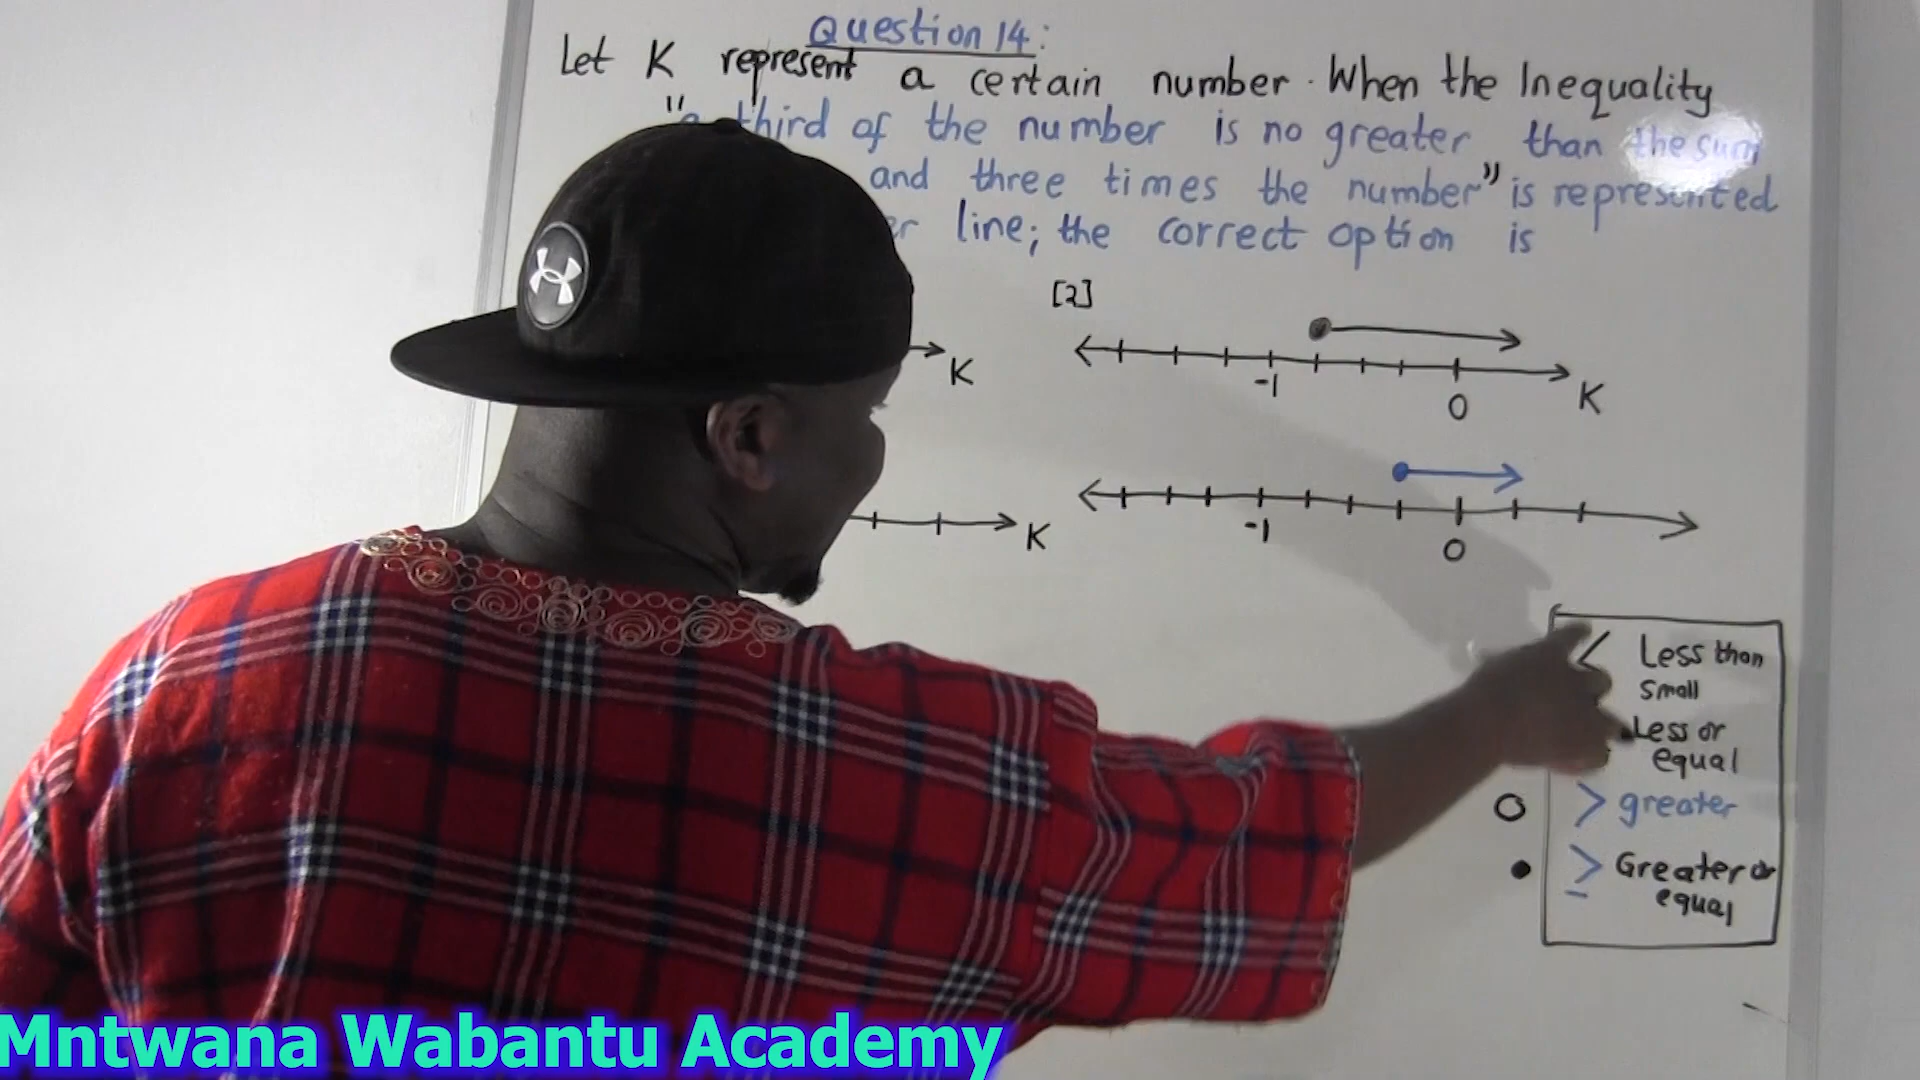 Question 14:
Let K represent a certain number. When the Inequality
third of the number is no greater than the sum
and three times the number" is represented
line; the correct option is
[2]
K
-1
0
K
K
-1
0
< Less than
small
Less or
equal
> greater
≥ Greater or
equal
Mntwana Wabantu Academy